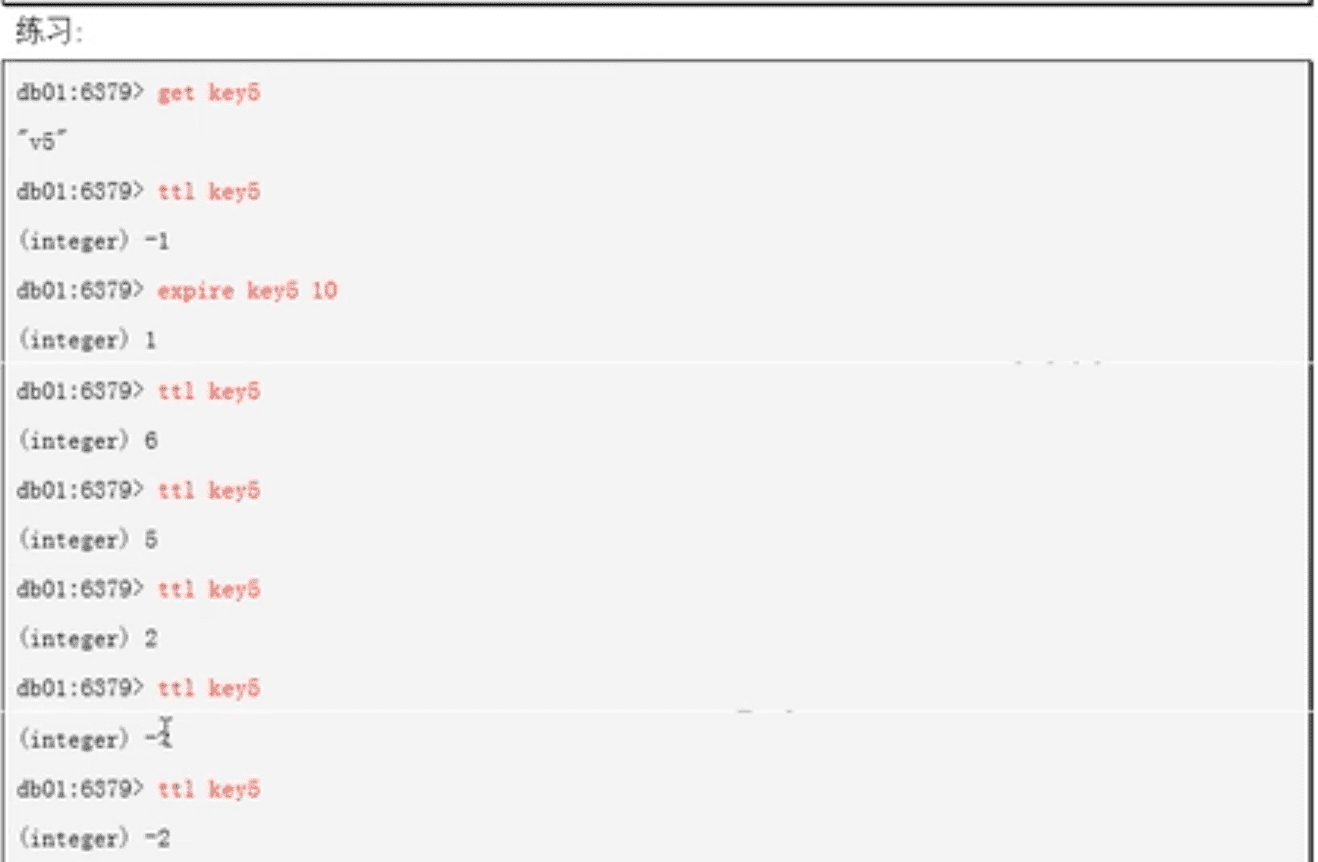 练习:
db01:6379> get key5
"v5"
db01:6379> ttl key5
(integer) -1
db01:6379> expire key5 10
(integer) 1
db01:6379> ttl key5
(integer) 6
db01:6379> ttl key5
(integer) 5
db01:6379> ttl key5
(integer) 2
db01:6379> ttl key5
(integer) -2
db01:6379> ttl key5
(integer) -2